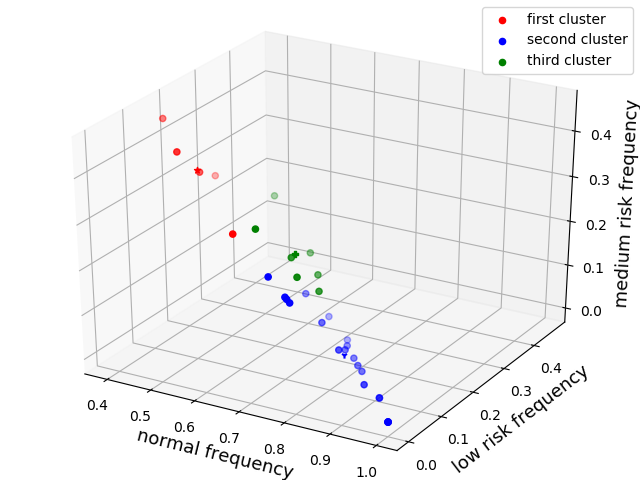 first cluster
second cluster
third cluster
0.4
0.3
0.2
0.1
0.0
medium risk frequency
0.4
0.5
0.6
0.7
0.8
0.9
1.0
normal frequency
0.0
0.1
0.2
0.3
0.4
low risk frequency